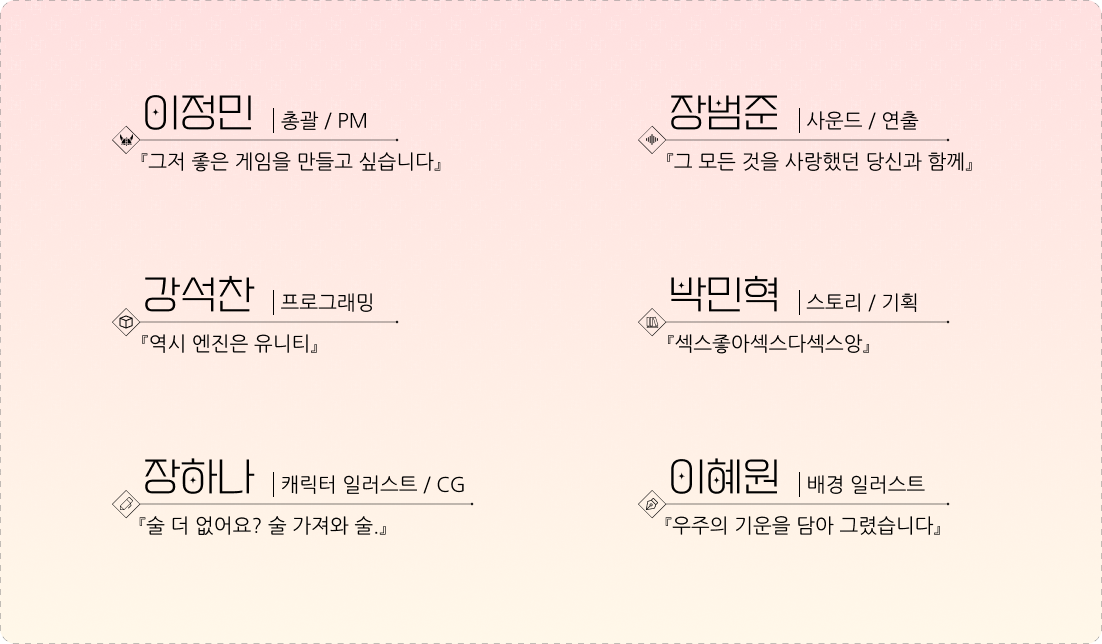 이정민 | 총괄 / PM
『그저 좋은 게임을 만들고 싶습니다』
장범준 | 사운드 / 연출
『그 모든 것을 사랑했던 당신과 함께』
강석찬 | 프로그래밍
『역시 엔진은 유니티』
박민혁 | 스토리 / 기획
『섹스좋아섹스다섹스앙』
장하나 | 캐릭터 일러스트 / CG
『술 더 없어요? 술 가져와 술.』
이혜원 | 배경 일러스트
『우주의 기운을 담아 그렸습니다』